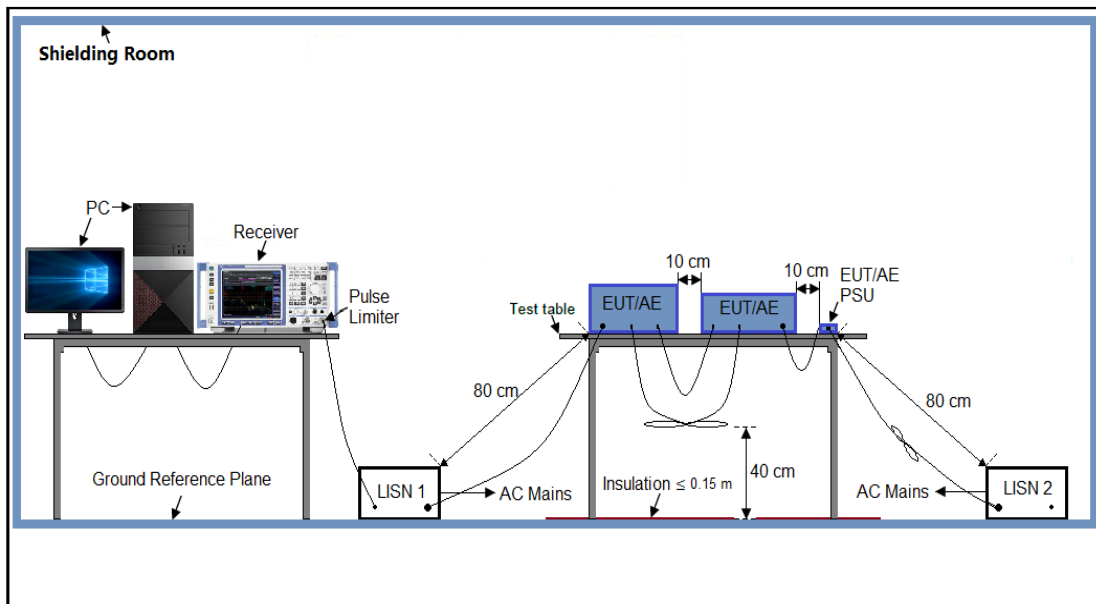 Shielding Room
PC
Receiver
Pulse
Limiter
Test table
10 cm
10 cm
EUT/AE
PSU
EUT/AE
EUT/AE
80 cm
80 cm
40 cm
Ground Reference Plane
LISN 1
AC Mains
Insulation ≤ 0.15 m
AC Mains
LISN 2